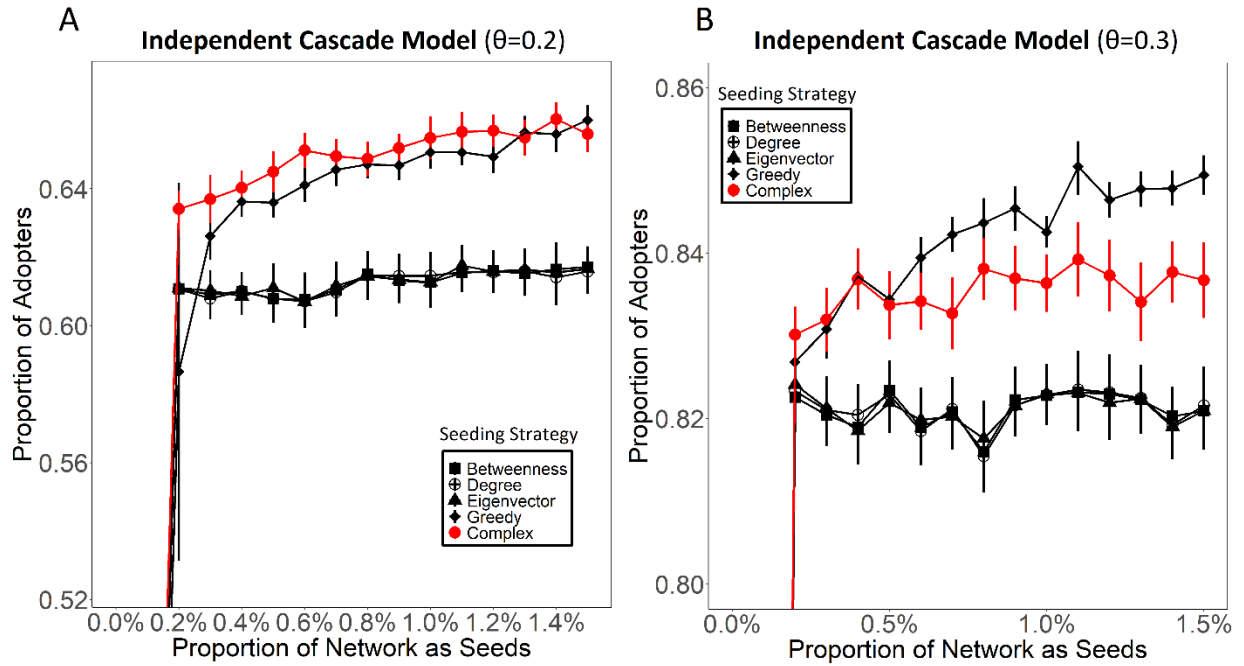 A
Independent Cascade Model (θ=0.2)
Proportion of Adopters
0.64
0.60
0.56
0.52
Seeding Strategy
Betweenness
Degree
Eigenvector
Greedy
Complex
0.0% 0.2% 0.4% 0.6% 0.8% 1.0% 1.2% 1.4%
Proportion of Network as Seeds
B
Independent Cascade Model (θ=0.3)
Proportion of Adopters
0.86
0.84
0.82
0.80
Seeding Strategy
Betweenness
Degree
Eigenvector
Greedy
Complex
0.0% 0.5% 1.0% 1.5%
Proportion of Network as Seeds